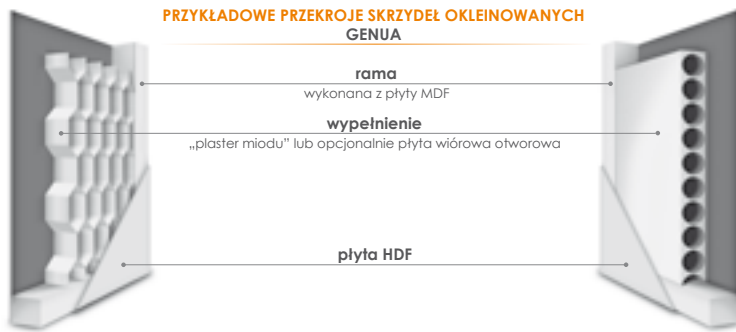 PRZYKŁADOWE PRZEKROJE SKRZYDEŁ OKLEINOWANYCH
GENUA
rama
wykonana z płyty MDF
wypełnienie
„plaster miodu” lub opcjonalnie płyta wiórowa otworowa
płyta HDF